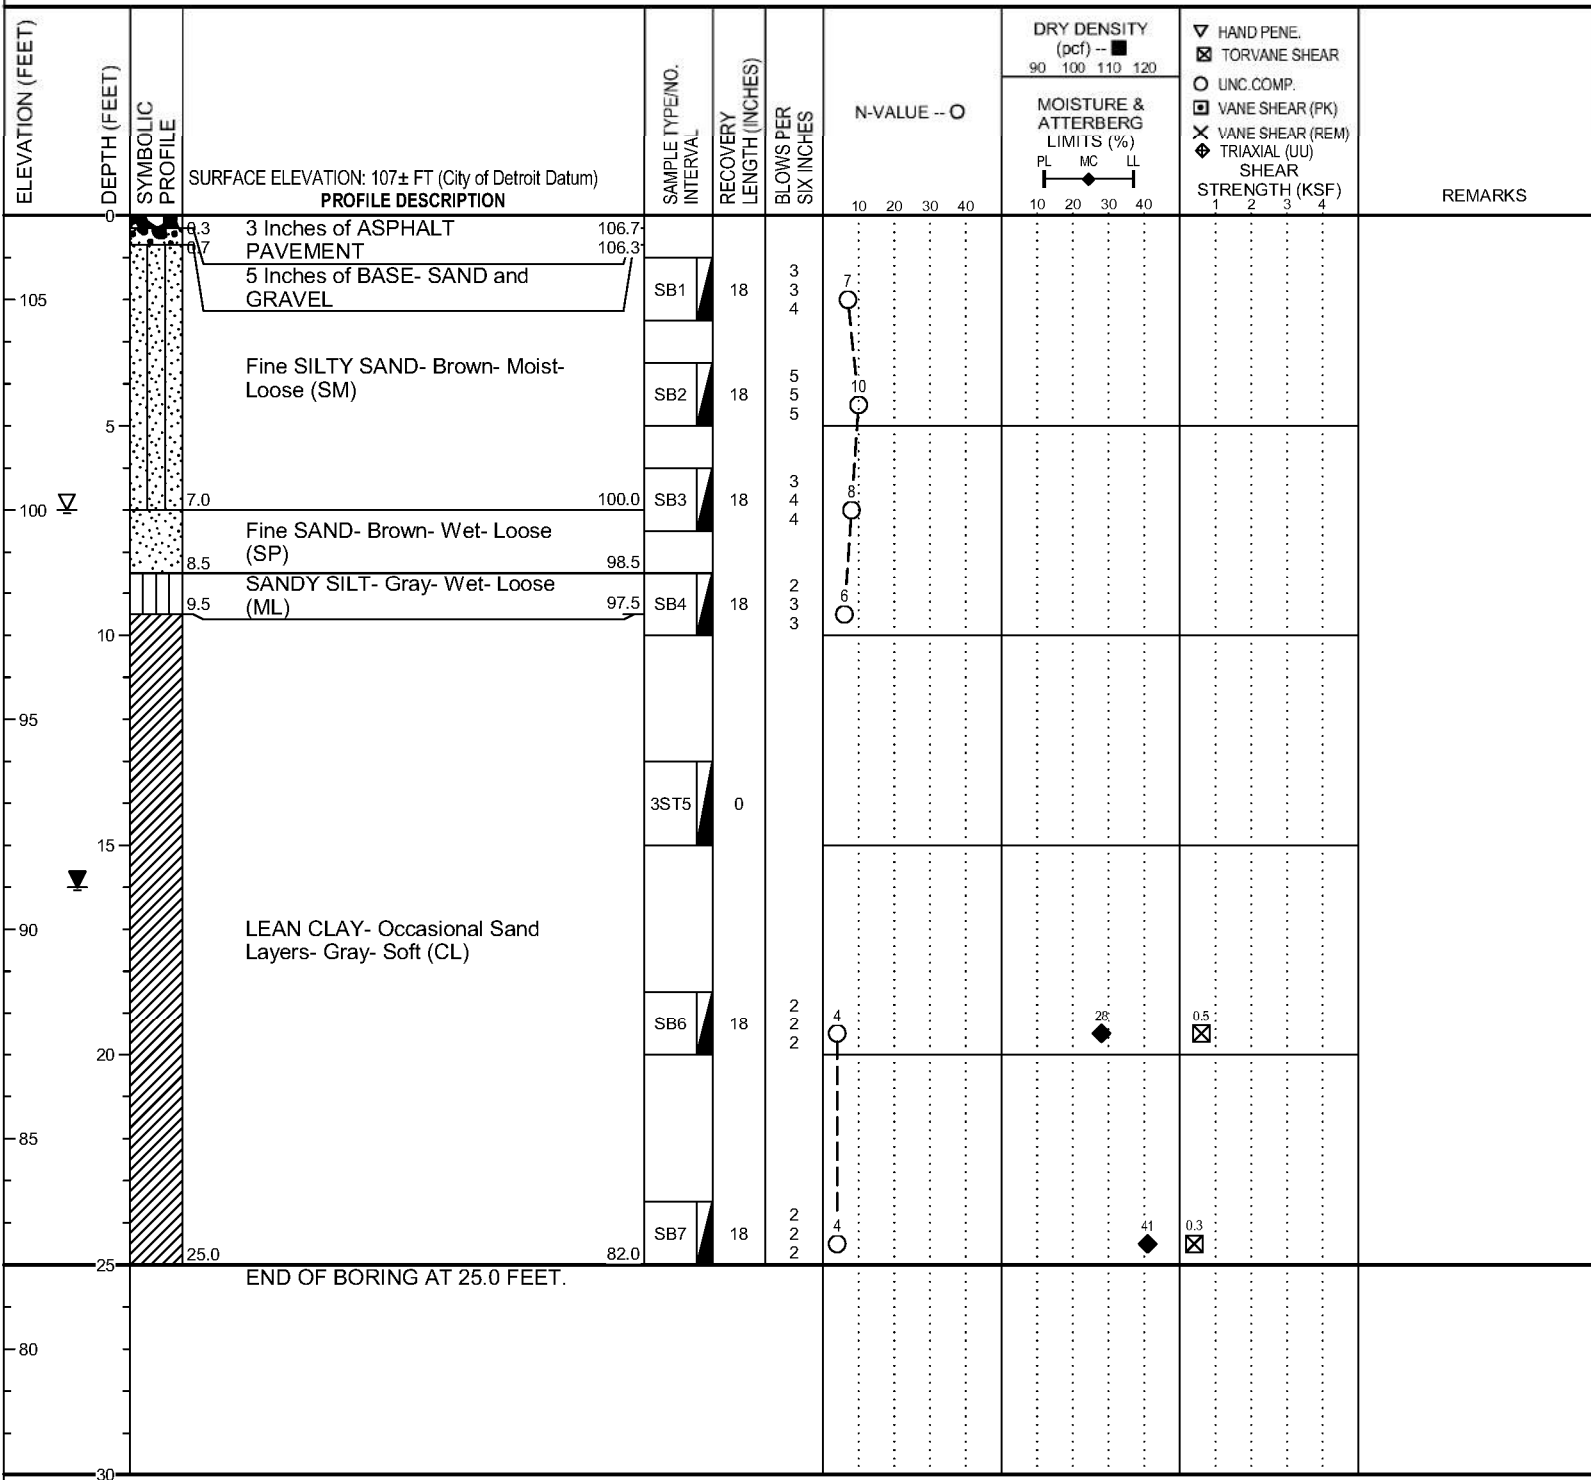 ELEVATION (FEET)
DEPTH (FEET)
SYMBOLIC
PROFILE
SURFACE ELEVATION: 107± FT (City of Detroit Datum)
PROFILE DESCRIPTION
SAMPLE TYPE/NO.
INTERVAL
RECOVERY
LENGTH (INCHES)
BLOWS PER
SIX INCHES
N-VALUE -- O
10 20 30 40
DRY DENSITY
(pcf) -- ■
90 100 110 120
MOISTURE &
ATTERBERG
LIMITS (%)
PL MC LL
10 20 30 40
HAND PENE.
TORVANE SHEAR
UNC.COMP.
VANE SHEAR (PK)
VANE SHEAR (REM)
TRIAXIAL (UU)
SHEAR
STRENGTH (KSF)
1 2 3 4
REMARKS
0
0.3 3 Inches of ASPHALT 106.7
0.7 PAVEMENT 106.3
5 Inches of BASE- SAND and
GRAVEL
105
SB1 18
3
3
4
7
Fine SILTY SAND- Brown- Moist-
Loose (SM)
SB2 18
5
5
5
10
5
7.0 100.0
100
SB3 18
3
4
4
8
Fine SAND- Brown- Wet- Loose
(SP)
8.5 98.5
SANDY SILT- Gray- Wet- Loose
(ML)
9.5 97.5
SB4 18
2
3
3
6
10
95
3ST5 0
15
90
LEAN CLAY- Occasional Sand
Layers- Gray- Soft (CL)
SB6 18
2
2
2
4 28 0.5
20
85
SB7 18
2
2
2
4 41 0.3
25.0 82.0
25
END OF BORING AT 25.0 FEET.
80
30